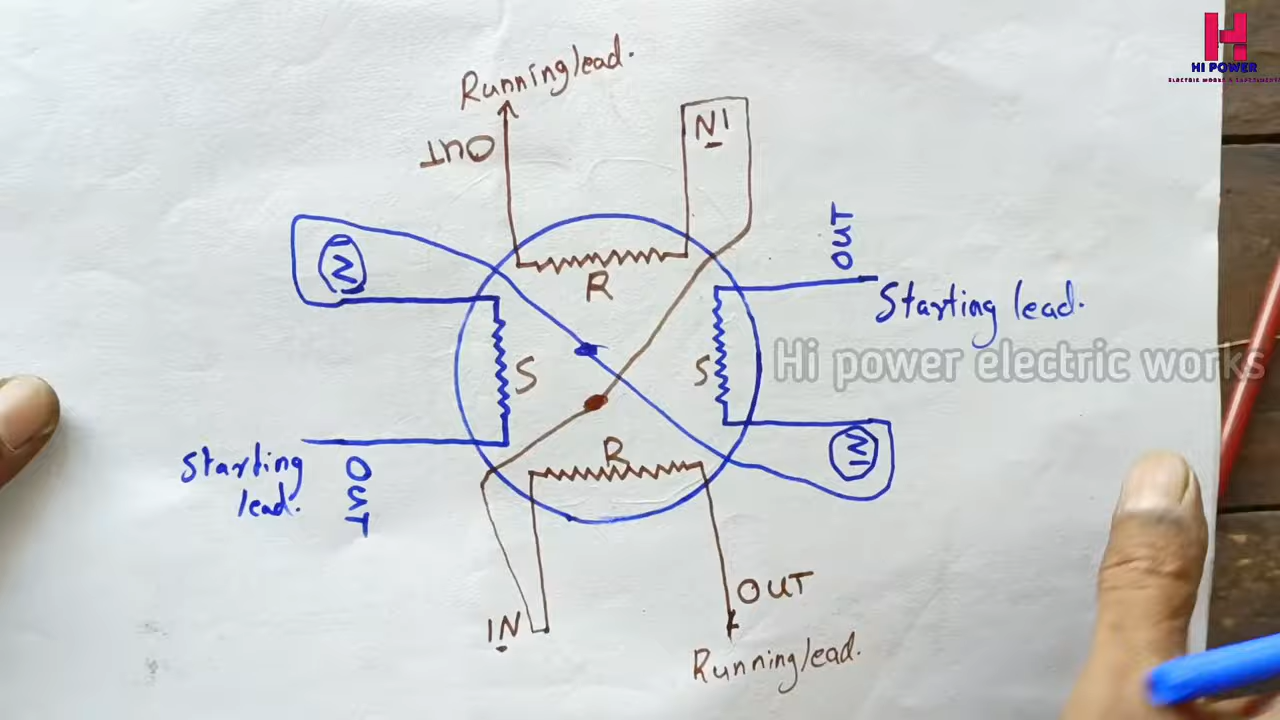 HI POWER
Running lead.
OUT
IN
IN
R
OUT
Starting lead.
S
S
Hi power electric works
R
IN
Starting
lead.
OUT
OUT
IN
Running lead.